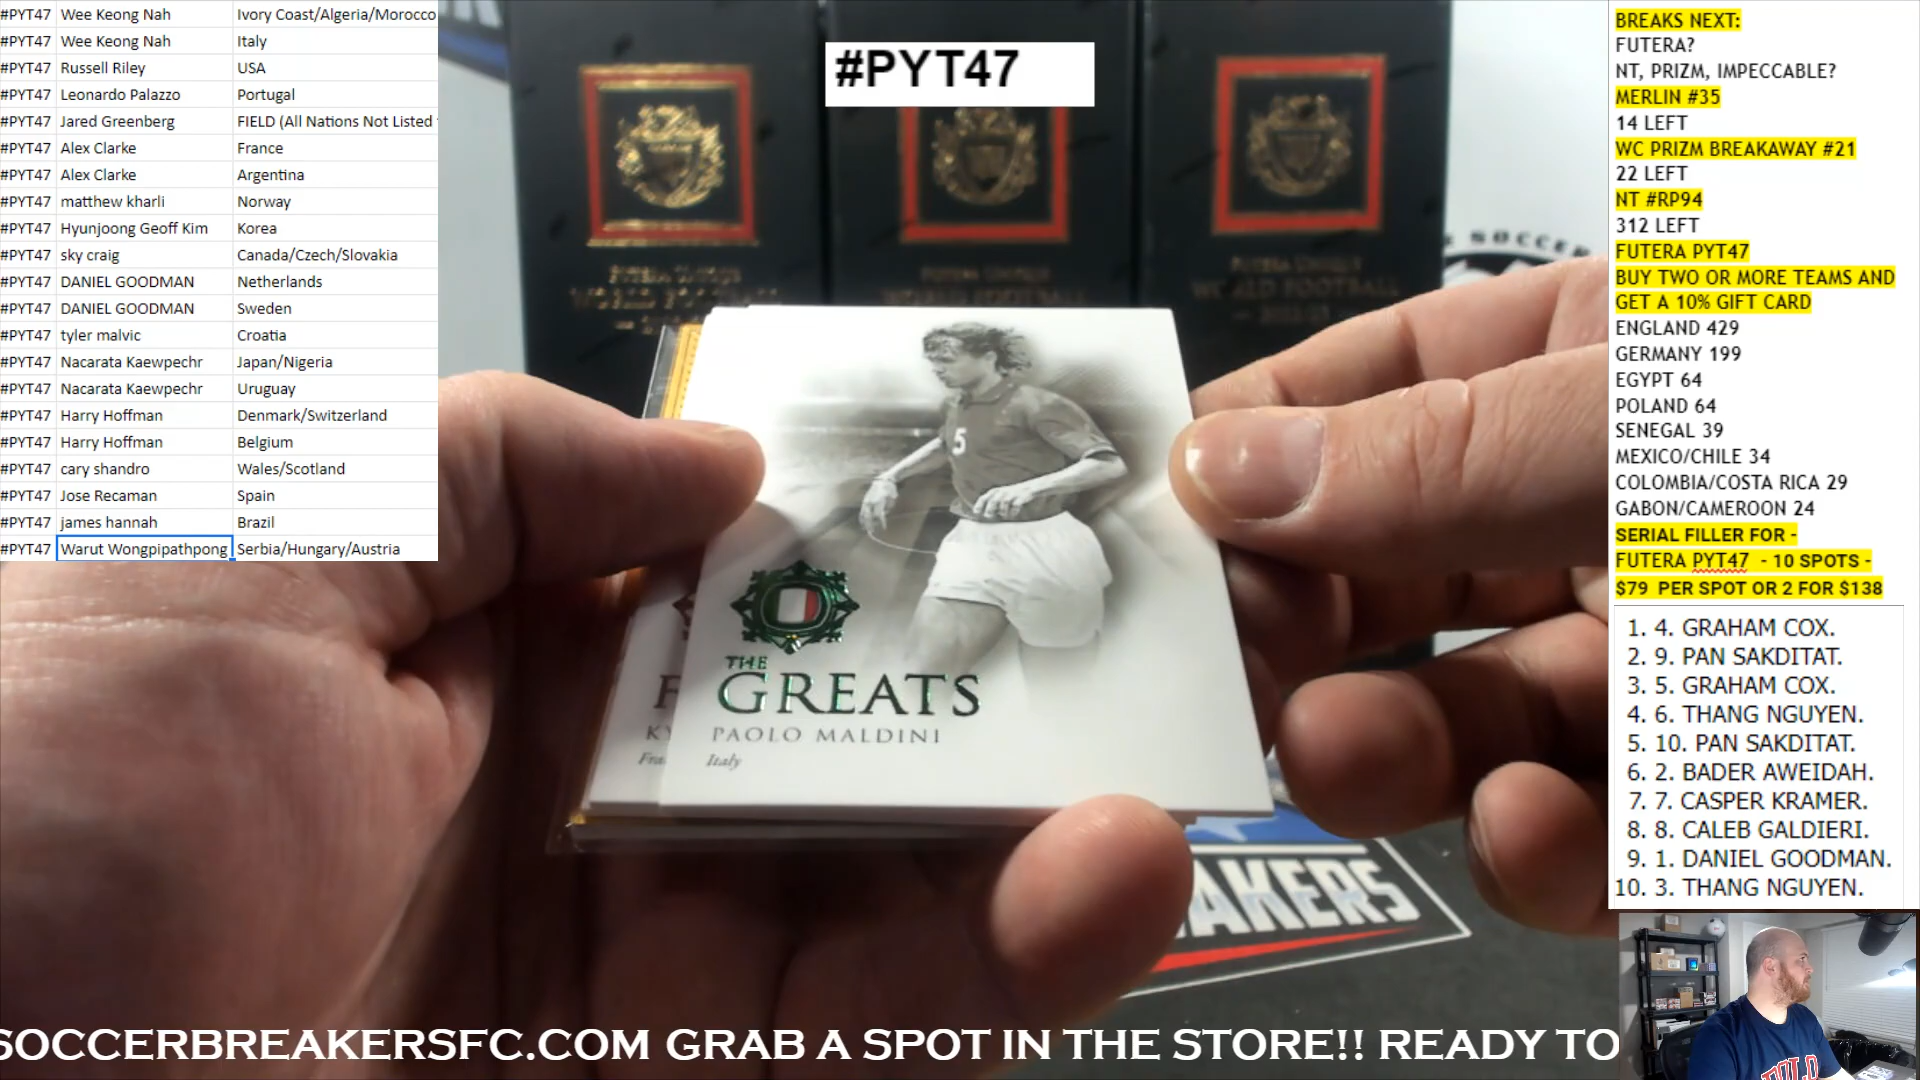 #PYT47 Wee Keong Nah Ivory Coast/Algeria/Morocco
#PYT47 Wee Keong Nah Italy
#PYT47 Russell Riley USA
#PYT47 Leonardo Palazzo Portugal
#PYT47 Jared Greenberg FIELD (All Nations Not Listed
#PYT47 Alex Clarke France
#PYT47 Alex Clarke Argentina
#PYT47 matthew kharli Norway
#PYT47 Hyunjoong Geoff Kim Korea
#PYT47 sky craig Canada/Czech/Slovakia
#PYT47 DANIEL GOODMAN Netherlands
#PYT47 DANIEL GOODMAN Sweden
#PYT47 tyler malvic Croatia
#PYT47 Nacarata Kaewpechr Japan/Nigeria
#PYT47 Nacarata Kaewpechr Uruguay
#PYT47 Harry Hoffman Denmark/Switzerland
#PYT47 Harry Hoffman Belgium
#PYT47 cary shandro Wales/Scotland
#PYT47 Jose Recaman Spain
#PYT47 james hannah Brazil
#PYT47 Warut Wongpipathpong Serbia/Hungary/Austria
#PYT47
SOCCER
THE
GREATS
PAOLO MALDINI
Italy
F
KY
Fra
AKERS
BREAKS NEXT:
FUTERA?
NT, PRIZM, IMPECCABLE?
MERLIN #35
14 LEFT
WC PRIZM BREAKAWAY #21
22 LEFT
NT #RP94
312 LEFT
FUTERA PYT47
BUY TWO OR MORE TEAMS AND
GET A 10% GIFT CARD
ENGLAND 429
GERMANY 199
EGYPT 64
POLAND 64
SENEGAL 39
MEXICO/CHILE 34
COLOMBIA/COSTA RICA 29
GABON/CAMEROON 24
SERIAL FILLER FOR -
FUTERA PYT47 - 10 SPOTS -
$79 PER SPOT OR 2 FOR $138
1. 4. GRAHAM COX.
2. 9. PAN SAKDITAT.
3. 5. GRAHAM COX.
4. 6. THANG NGUYEN.
5. 10. PAN SAKDITAT.
6. 2. BADER AWEIDAH.
7. 7. CASPER KRAMER.
8. 8. CALEB GALDIERI.
9. 1. DANIEL GOODMAN.
10. 3. THANG NGUYEN.
SOCCERBREAKERSFC.COM GRAB A SPOT IN THE STORE!! READY TO